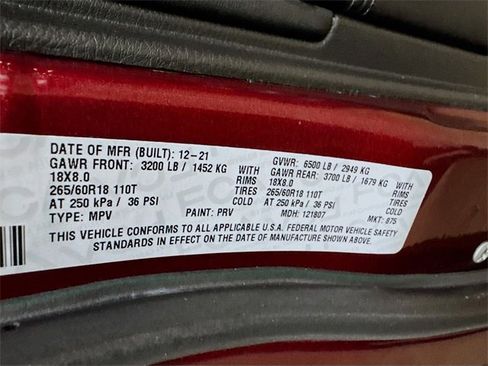 DATE OF MFR (BUILT): 12-21 GVWR: 6500 LB / 2949 KG
GAWR FRONT: 3200 LB / 1452 KG WITH GAWR REAR: 3700 LB / 1679 KG WITH
18X8.0 RIMS 18X8.0 RIMS
265/60R18 110T TIRES 265/60R18 110T TIRES
AT 250 kPa / 36 PSI COLD AT 250 kPa / 36 PSI COLD
TYPE: MPV PAINT: PRV MDH: 121807 MKT: 875
THIS VEHICLE CONFORMS TO ALL APPLICABLE U.S.A. FEDERAL MOTOR VEHICLE SAFETY
STANDARDS IN EFFECT ON THE DATE OF MANUFACTURE SHOWN ABOVE